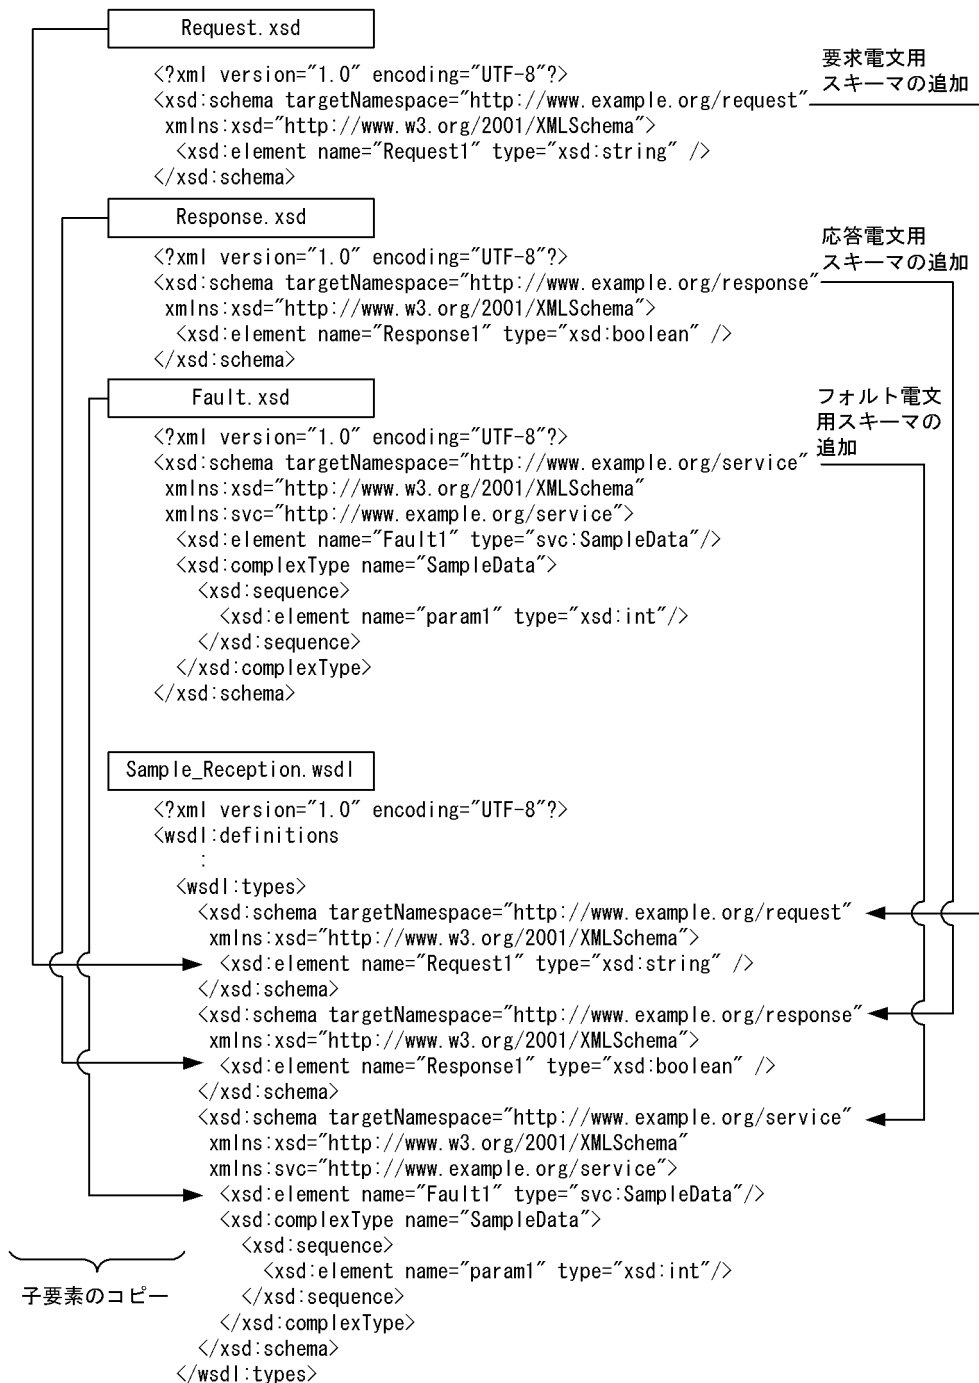 Request.xsd
要求電文用
スキーマの追加
<?xml version="1.0" encoding="UTF-8"?>
<xsd:schema targetNamespace="http://www.example.org/request"
xmlns:xsd="http://www.w3.org/2001/XMLSchema">
<xsd:element name="Request1" type="xsd:string" />
</xsd:schema>
Response.xsd
応答電文用
スキーマの追加
<?xml version="1.0" encoding="UTF-8"?>
<xsd:schema targetNamespace="http://www.example.org/response"
xmlns:xsd="http://www.w3.org/2001/XMLSchema">
<xsd:element name="Response1" type="xsd:boolean" />
</xsd:schema>
Fault.xsd
フォルト電文
用スキーマの
追加
<?xml version="1.0" encoding="UTF-8"?>
<xsd:schema targetNamespace="http://www.example.org/service"
xmlns:xsd="http://www.w3.org/2001/XMLSchema"
xmlns:svc="http://www.example.org/service">
<xsd:element name="Fault1" type="svc:SampleData"/>
<xsd:complexType name="SampleData">
<xsd:sequence>
<xsd:element name="param1" type="xsd:int"/>
</xsd:sequence>
</xsd:complexType>
</xsd:schema>
Sample_Reception.wsdl
<?xml version="1.0" encoding="UTF-8"?>
<wsdl:definitions
:
<wsdl:types>
<xsd:schema targetNamespace="http://www.example.org/request"
xmlns:xsd="http://www.w3.org/2001/XMLSchema">
<xsd:element name="Request1" type="xsd:string" />
</xsd:schema>
<xsd:schema targetNamespace="http://www.example.org/response"
xmlns:xsd="http://www.w3.org/2001/XMLSchema">
<xsd:element name="Response1" type="xsd:boolean" />
</xsd:schema>
<xsd:schema targetNamespace="http://www.example.org/service"
xmlns:xsd="http://www.w3.org/2001/XMLSchema"
xmlns:svc="http://www.example.org/service">
<xsd:element name="Fault1" type="svc:SampleData"/>
<xsd:complexType name="SampleData">
<xsd:sequence>
<xsd:element name="param1" type="xsd:int"/>
</xsd:sequence>
</xsd:complexType>
</xsd:schema>
</wsdl:types>
子要素のコピー